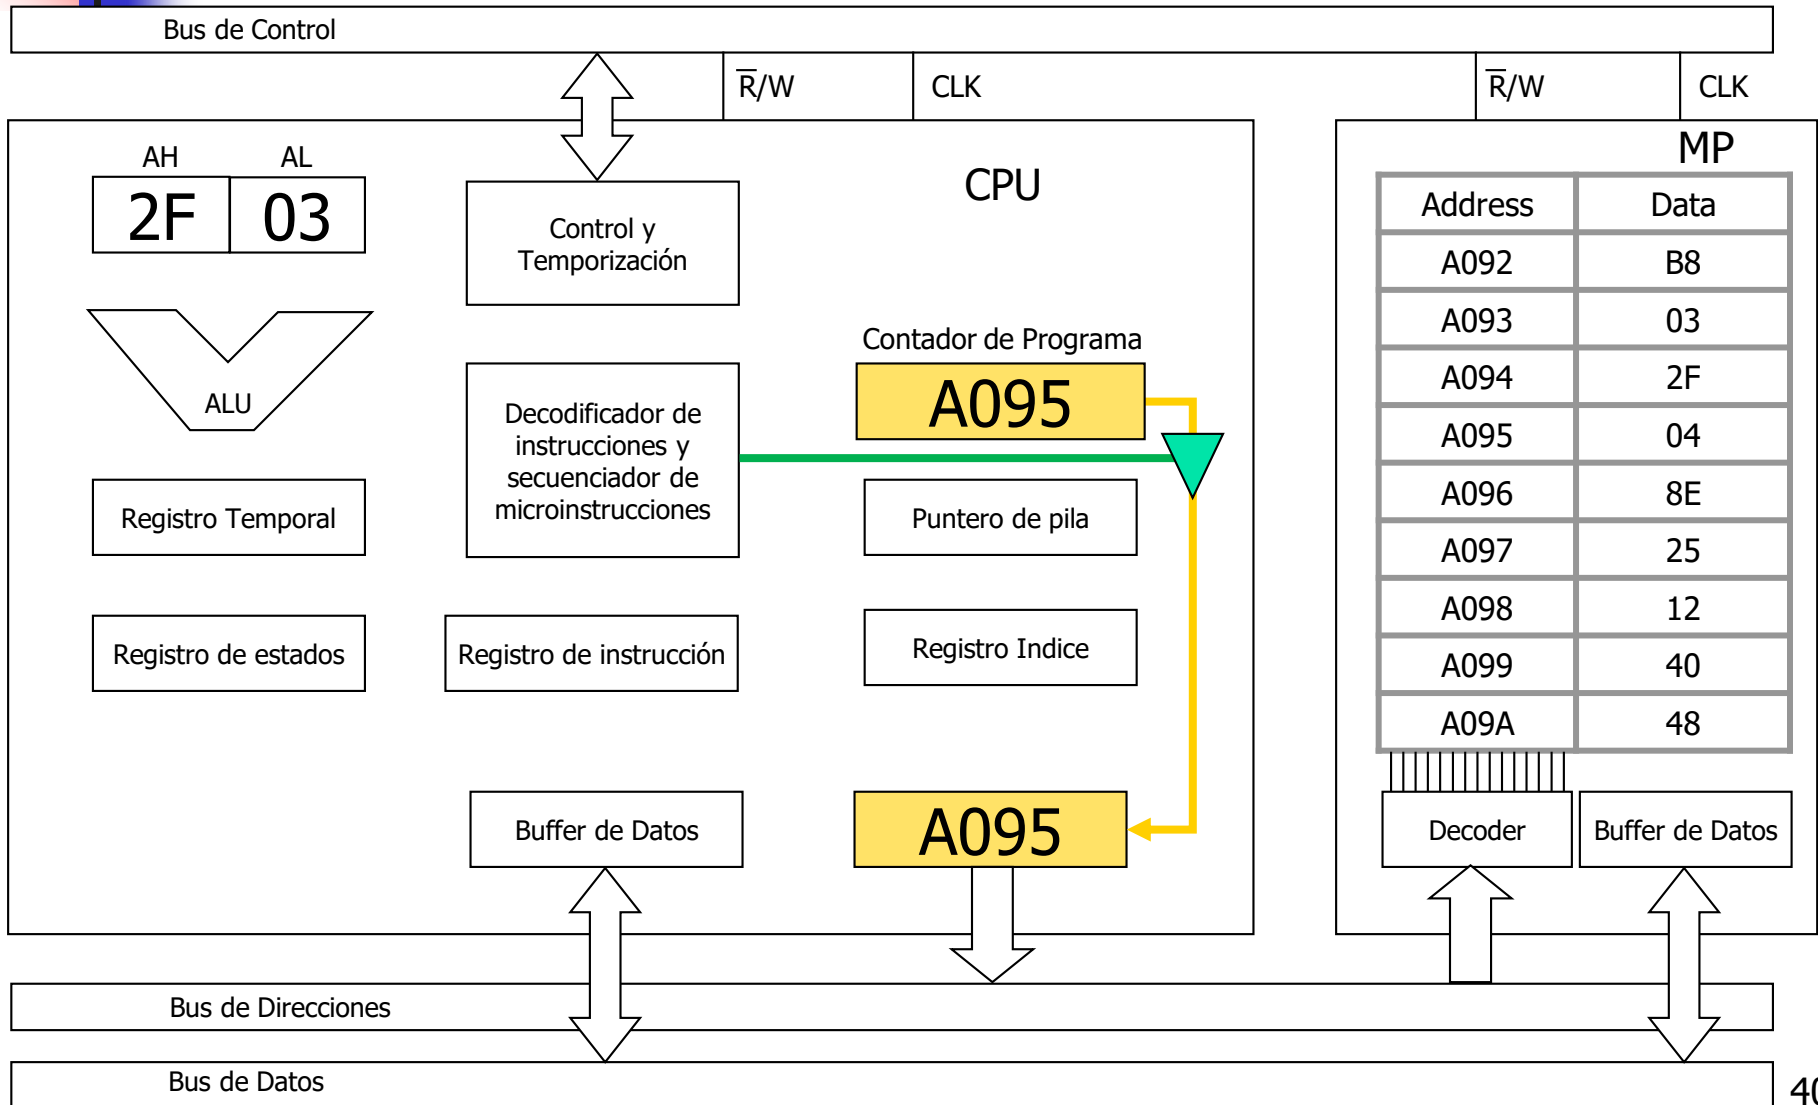 Bus de Control
R̅/W
CLK
R̅/W
CLK
AH
AL
2F
03
Control y
Temporización
CPU
MP
Address Data
A092 B8
A093 03
A094 2F
A095 04
A096 8E
A097 25
A098 12
A099 40
A09A 48
Contador de Programa
A095
ALU
Decodificador de
instrucciones y
secuenciador de
microinstrucciones
Registro Temporal
Puntero de pila
Registro de estados
Registro de instrucción
Registro Indice
Buffer de Datos
A095
Decoder
Buffer de Datos
Bus de Direcciones
Bus de Datos
40